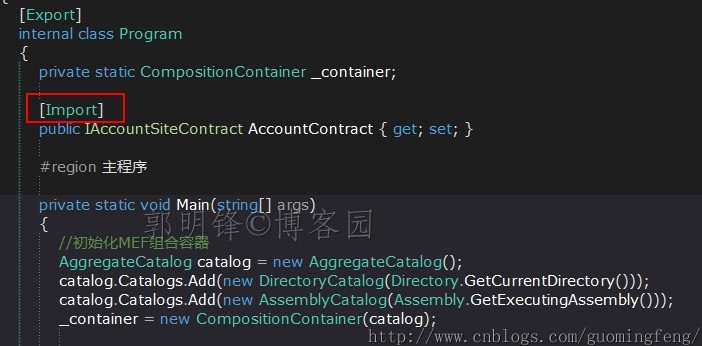 {
[Export]
internal class Program
{
private static CompositionContainer _container;
[Import]
public IAccountSiteContract AccountContract { get; set; }
#region 主程序
private static void Main(string[] args)
郭明锋©博客园
{
//初始化MEF组合容器
AggregateCatalog catalog = new AggregateCatalog();
catalog.Catalogs.Add(new DirectoryCatalog(Directory.GetCurrentDirectory()));
catalog.Catalogs.Add(new AssemblyCatalog(Assembly.GetExecutingAssembly()));
_container = new CompositionContainer(catalog);
http://www.cnblogs.com/guomingfeng/